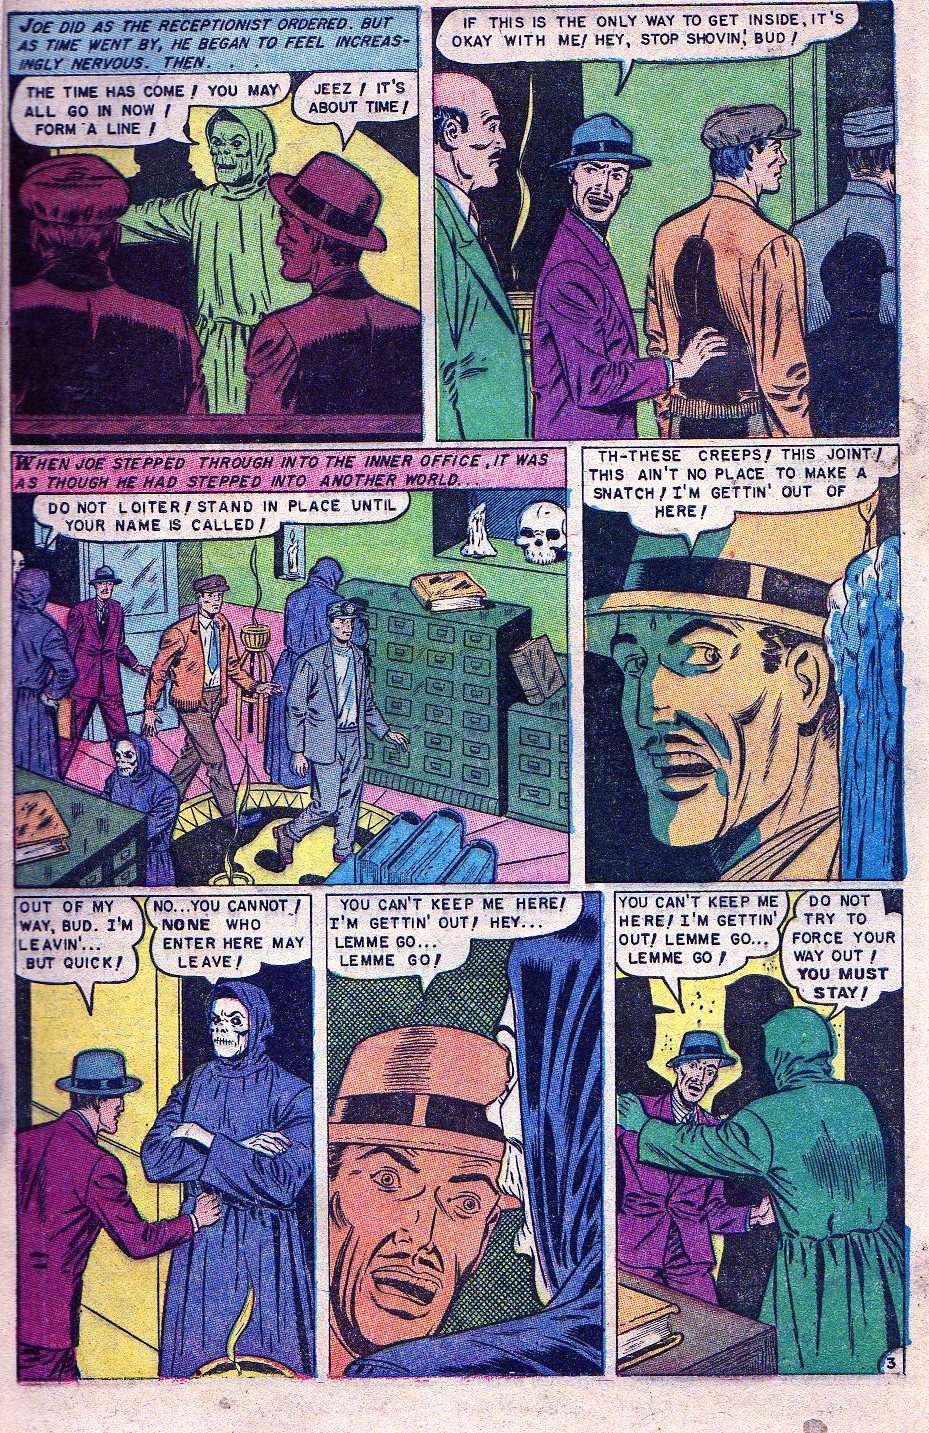 JOE DID AS THE RECEPTIONIST ORDERED. BUT
AS TIME WENT BY, HE BEGAN TO FEEL INCREAS-
INGLY NERVOUS. THEN. . . .
THE TIME HAS COME! YOU MAY
ALL GO IN NOW!
FORM A LINE!
JEEZ! IT'S
ABOUT TIME!
IF THIS IS THE ONLY WAY TO GET INSIDE, IT'S
OKAY WITH ME! HEY, STOP SHOVIN', BUD!
WHEN JOE STEPPED THROUGH INTO THE INNER OFFICE, IT WAS
AS THOUGH HE HAD STEPPED INTO ANOTHER WORLD...
DO NOT LOITER! STAND IN PLACE UNTIL
YOUR NAME IS CALLED!
TH-THESE CREEPS! THIS JOINT!
THIS AIN'T NO PLACE TO MAKE A
SNATCH! I'M GETTIN' OUT OF
HERE!
OUT OF MY
WAY, BUD. I'M
LEAVIN'...
BUT QUICK!
NO...YOU CANNOT!
NONE WHO
ENTER HERE MAY
LEAVE!
YOU CAN'T KEEP ME HERE!
I'M GETTIN' OUT! HEY...
LEMME GO...
LEMME GO!
YOU CAN'T KEEP ME
HERE! I'M GETTIN'
OUT! LEMME GO...
LEMME GO!
DO NOT
TRY TO
FORCE YOUR
WAY OUT!
YOU MUST
STAY!
3